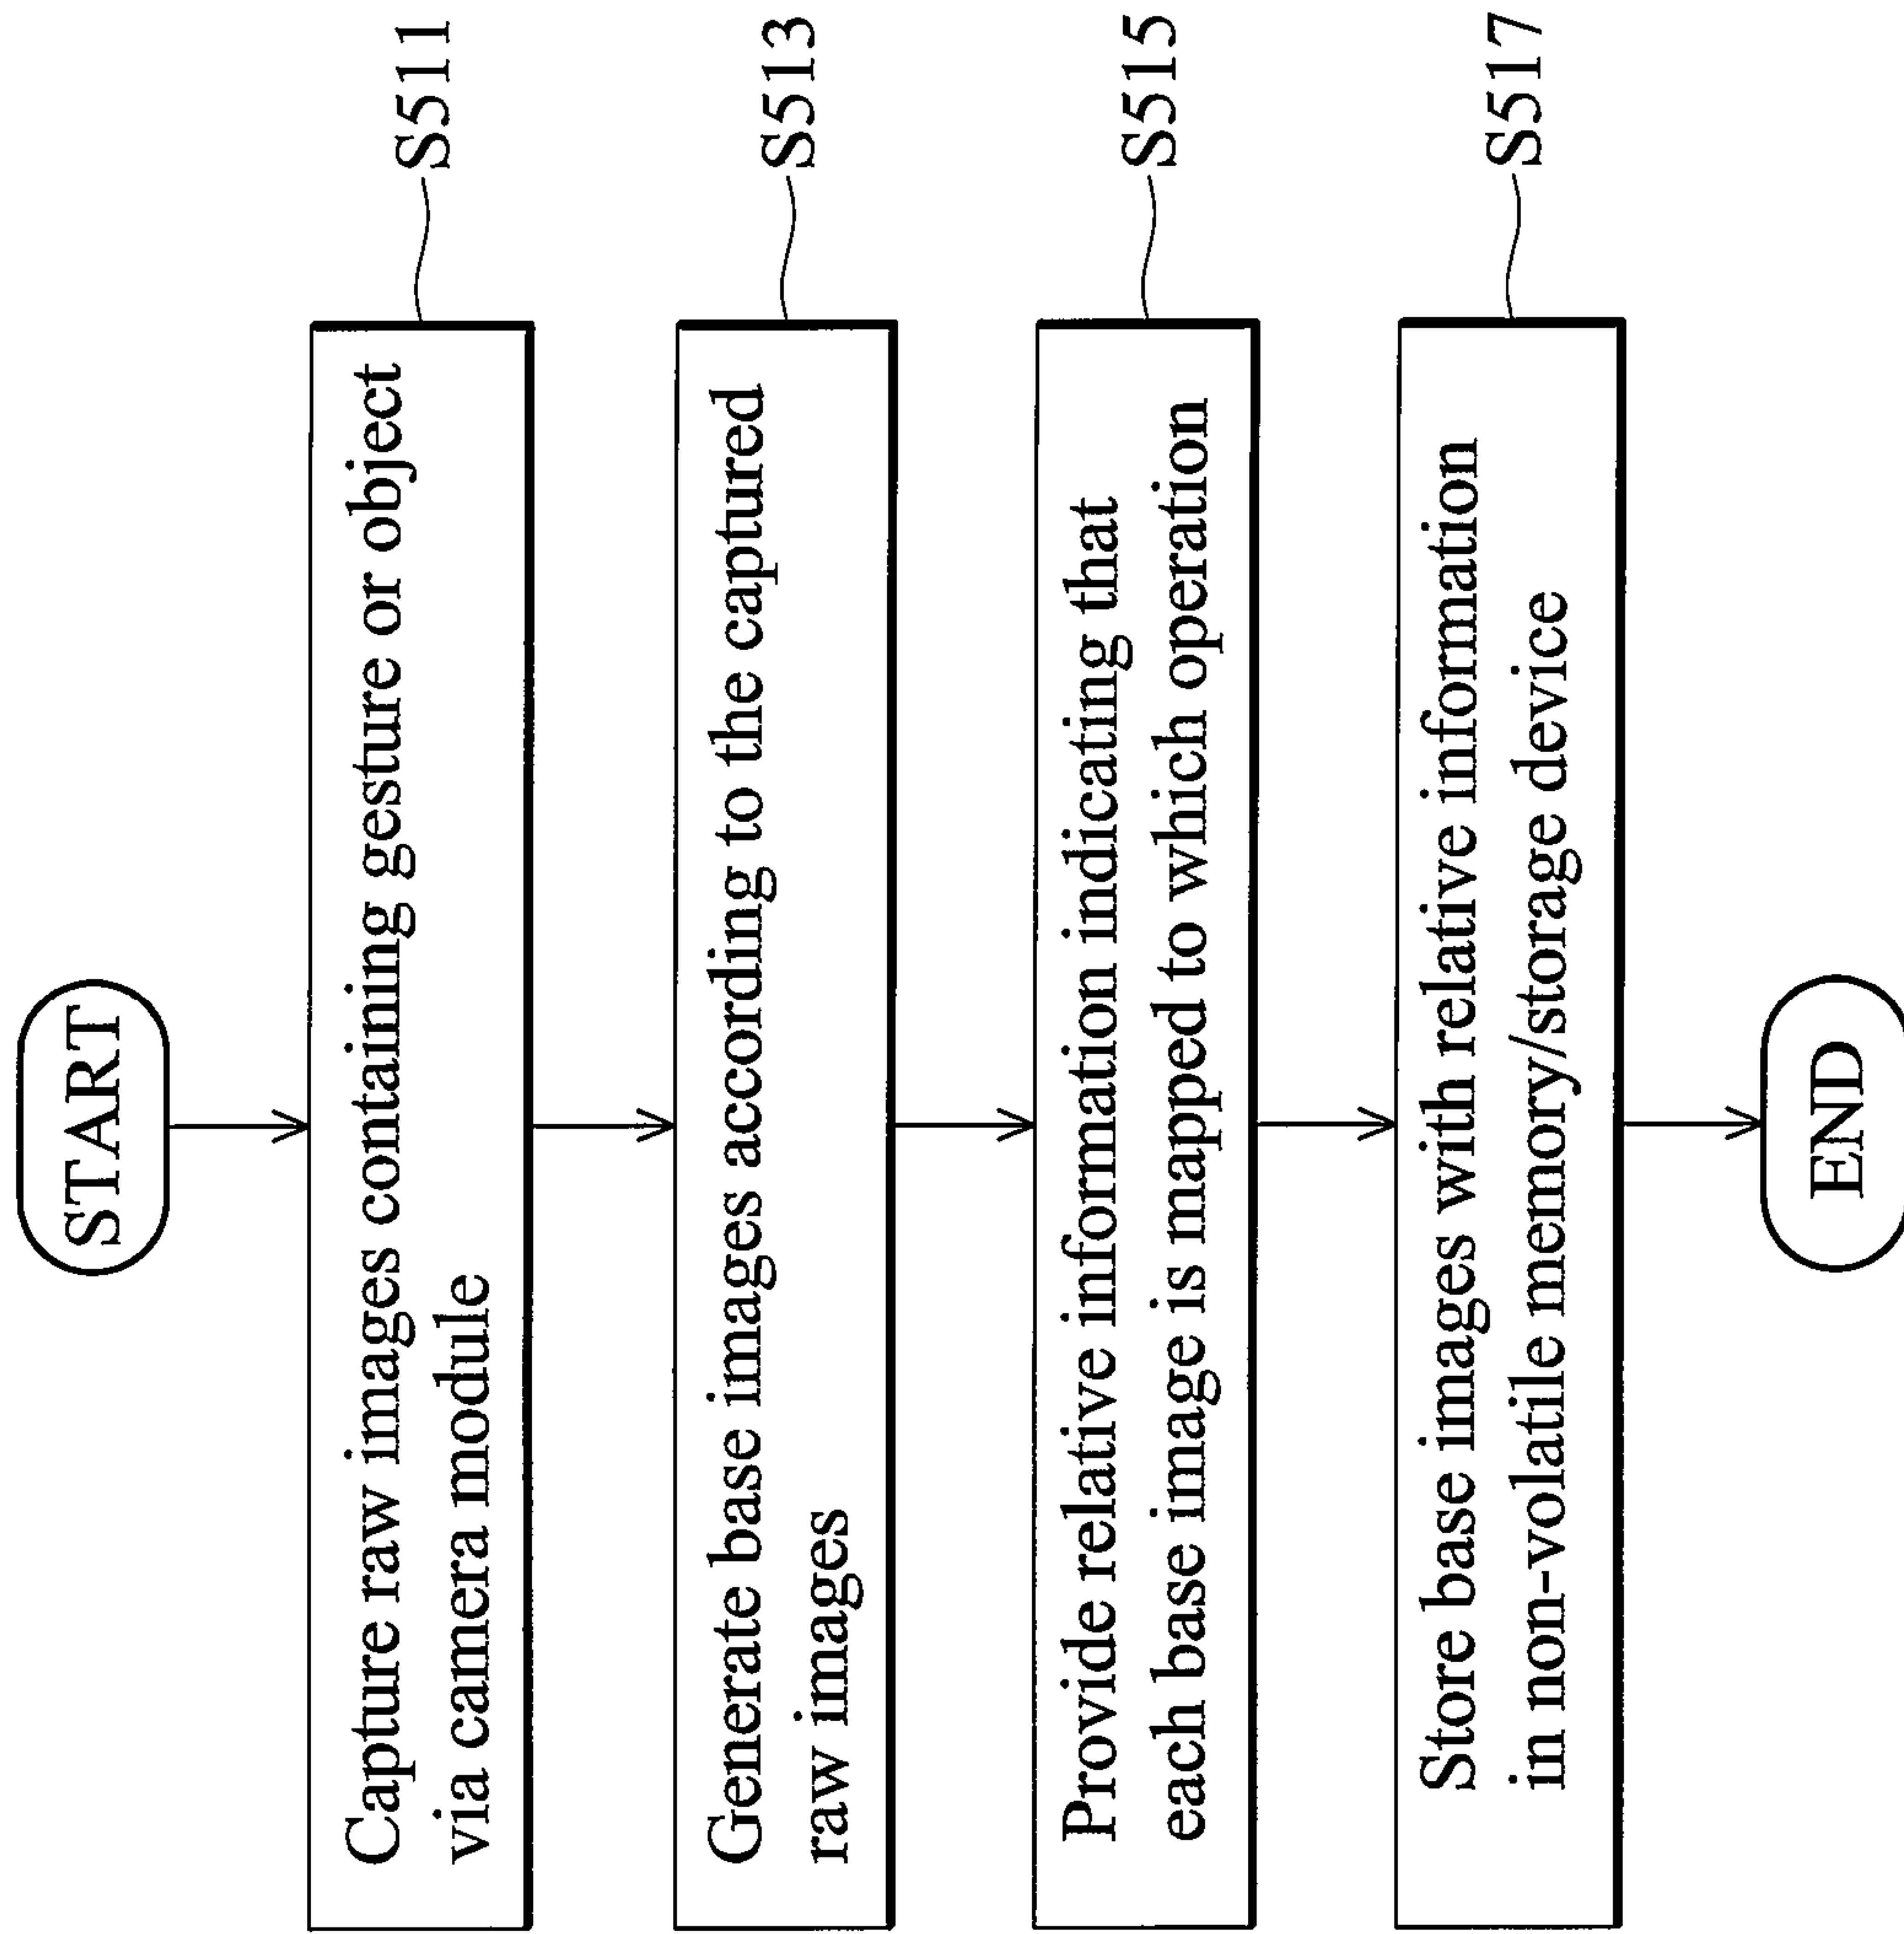 START
Capture raw images containing gesture or object
via camera module
S511
Generate base images according to the captured
raw images
S513
Provide relative information indicating that
each base image is mapped to which operation
S515
Store base images with relative information
in non-volatile memory/storage device
S517
END